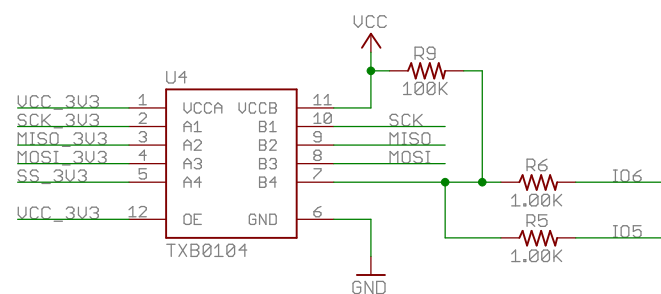 VCC
R9
100K
U4
VCC_3V3 1 VCCA VCCB 11
SCK_3V3 2 A1 B1 10 SCK
MISO_3V3 3 A2 B2 9 MISO
MOSI_3V3 4 A3 B3 8 MOSI
SS_3V3 5 A4 B4 7
R6
1.00K
IO6
VCC_3V3 12 OE GND 6
R5
1.00K
IO5
TXB0104
GND